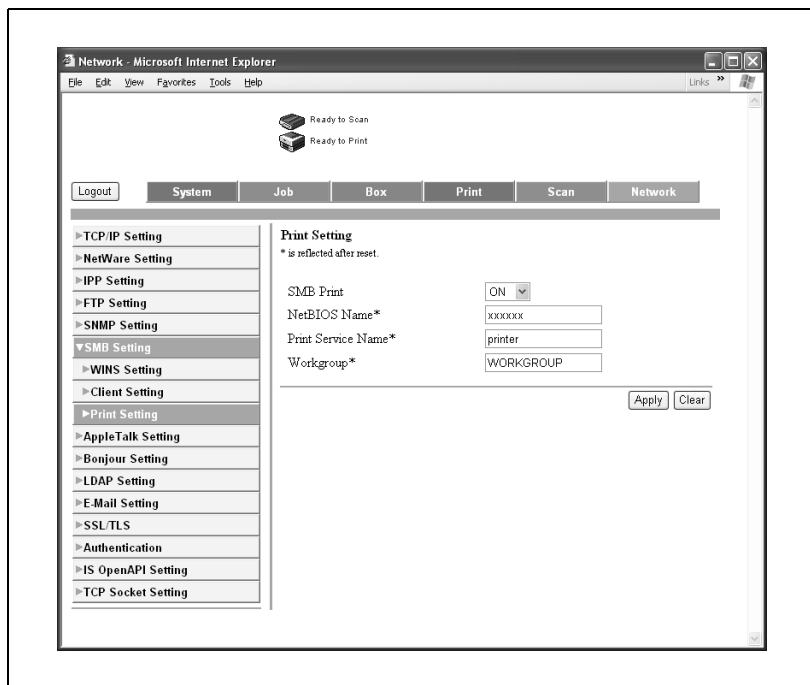 Network - Microsoft Internet Explorer
File Edit View Favorites Tools Help
Links »
Ready to Scan
Ready to Print
Logout
System Job Box Print Scan Network
TCP/IP Setting
NetWare Setting
IPP Setting
FTP Setting
SNMP Setting
SMB Setting
WINS Setting
Client Setting
Print Setting
AppleTalk Setting
Bonjour Setting
LDAP Setting
E-Mail Setting
SSL/TLS
Authentication
IS OpenAPI Setting
TCP Socket Setting
Print Setting
* is reflected after reset.
SMB Print ON
NetBIOS Name* xxxxxx
Print Service Name* printer
Workgroup* WORKGROUP
Apply Clear